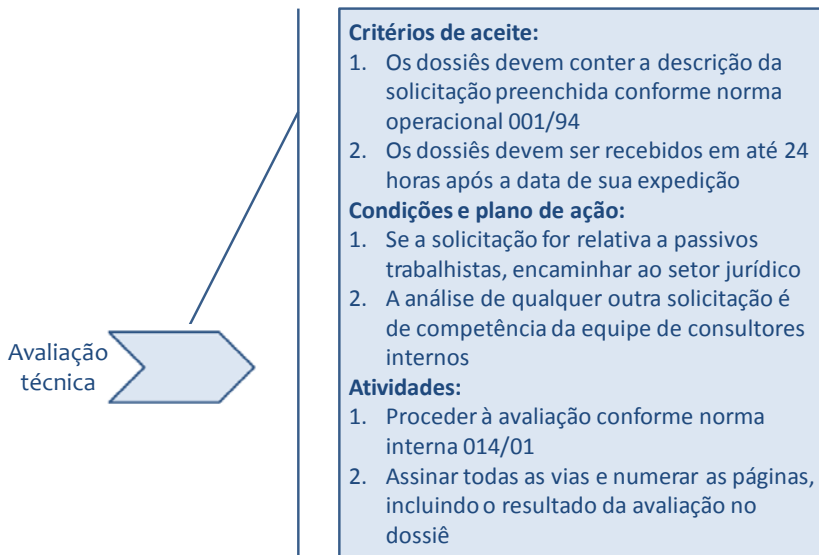 Critérios de aceite:
1. Os dossiês devem conter a descrição da
solicitação preenchida conforme norma
operacional 001/94
2. Os dossiês devem ser recebidos em até 24
horas após a data de sua expedição
Condições e plano de ação:
1. Se a solicitação for relativa a passivos
trabalhistas, encaminhar ao setor jurídico
2. A análise de qualquer outra solicitação é
de competência da equipe de consultores
internos
Atividades:
1. Proceder à avaliação conforme norma
interna 014/01
2. Assinar todas as vias e numerar as páginas,
incluindo o resultado da avaliação no
dossiê
Avaliação
técnica